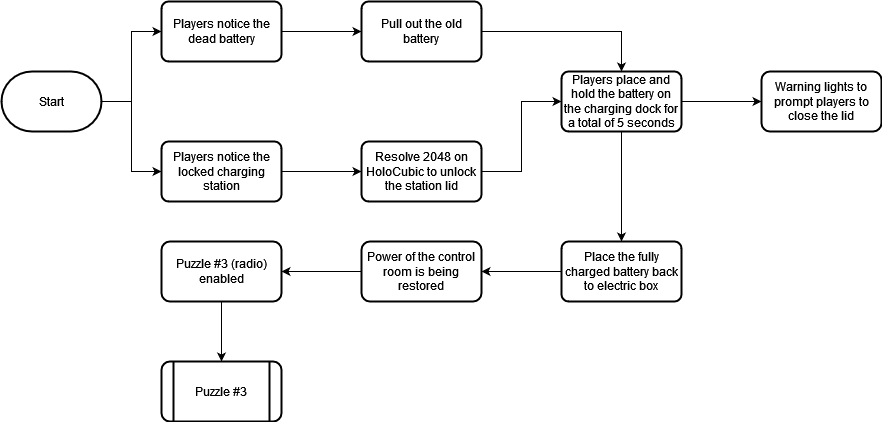 Players notice the
dead battery
Pull out the old
battery
Start
Players place and
hold the battery on
the charging dock for
a total of 5 seconds
Warning lights to
prompt players to
close the lid
Players notice the
locked charging
station
Resolve 2048 on
HoloCubic to unlock
the station lid
Puzzle #3 (radio)
enabled
Power of the control
room is being
restored
Place the fully
charged battery back
to electric box
Puzzle #3